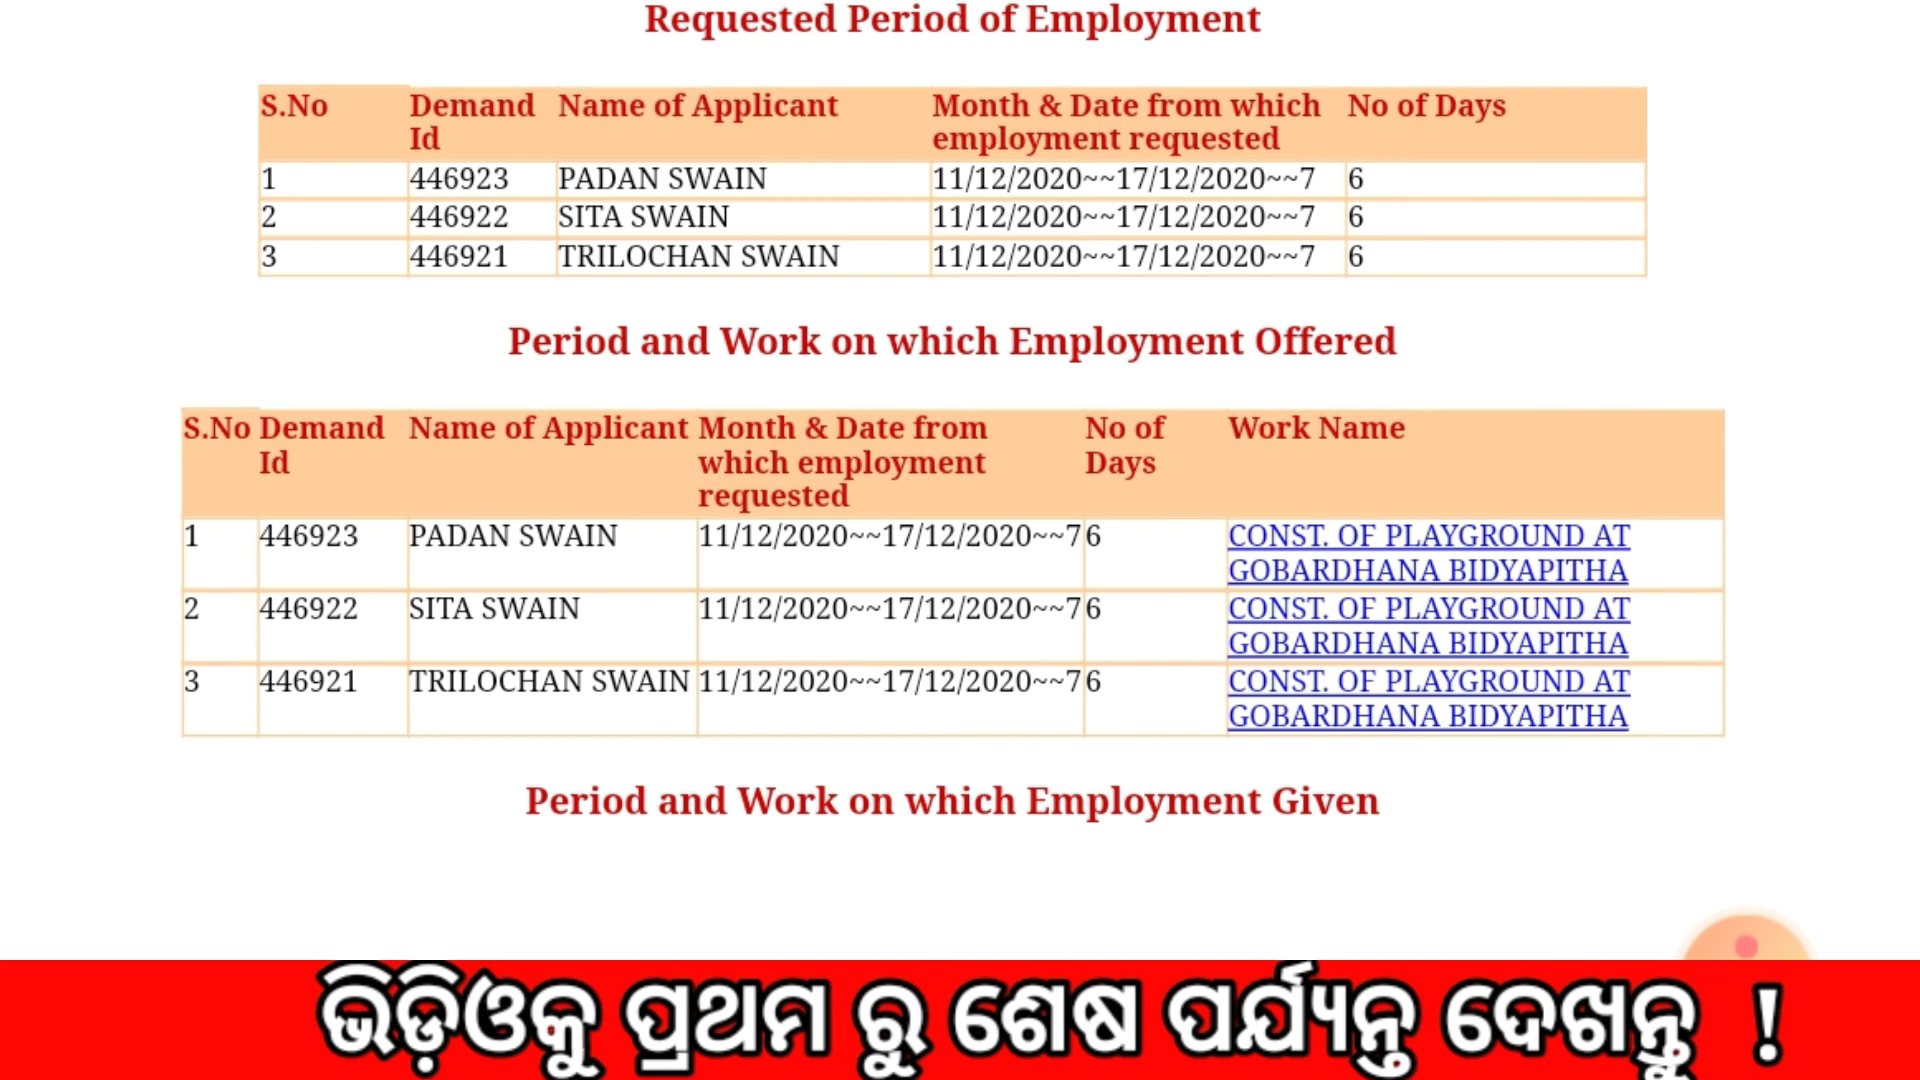 Requested Period of Employment
S.No Demand Id Name of Applicant Month & Date from which employment requested No of Days
1 446923 PADAN SWAIN 11/12/2020~~17/12/2020~~7 6
2 446922 SITA SWAIN 11/12/2020~~17/12/2020~~7 6
3 446921 TRILOCHAN SWAIN 11/12/2020~~17/12/2020~~7 6
Period and Work on which Employment Offered
S.No Demand Id Name of Applicant Month & Date from which employment requested No of Days Work Name
1 446923 PADAN SWAIN 11/12/2020~~17/12/2020~~7 6 CONST. OF PLAYGROUND AT GOBARDHANA BIDYAPITHA
2 446922 SITA SWAIN 11/12/2020~~17/12/2020~~7 6 CONST. OF PLAYGROUND AT GOBARDHANA BIDYAPITHA
3 446921 TRILOCHAN SWAIN 11/12/2020~~17/12/2020~~7 6 CONST. OF PLAYGROUND AT GOBARDHANA BIDYAPITHA
Period and Work on which Employment Given
ଭିଡ଼ିଓକୁ ପ୍ରଥମ ରୁ ଶେଷ ପର୍ଯ୍ୟନ୍ତ ଦେଖନ୍ତୁ !